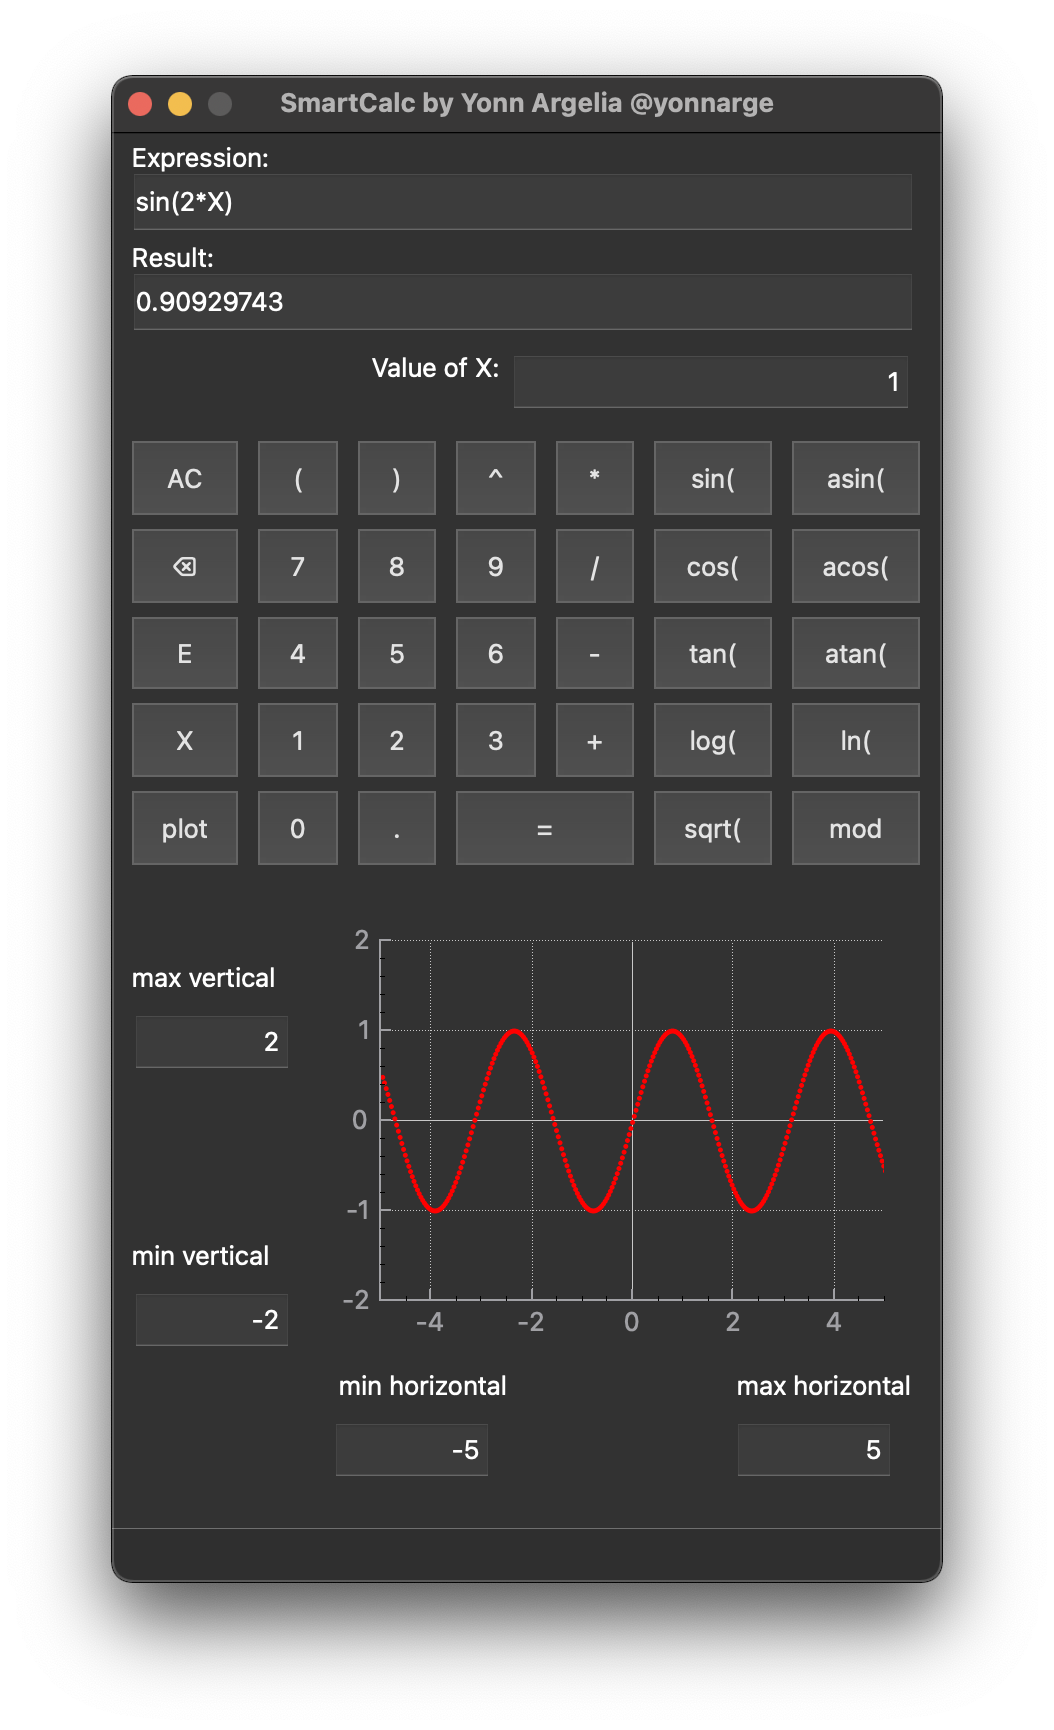 SmartCalc by Yonn Argelia @yonnarge
Expression:
sin(2*X)
Result:
0.90929743
Value of X: 1
AC ( ) ^ * sin( asin(
⌫ 7 8 9 / cos( acos(
E 4 5 6 - tan( atan(
X 1 2 3 + log( ln(
plot 0 . = sqrt( mod
max vertical
2
min vertical
-2
2
1
0
-1
-2
-4 -2 0 2 4
min horizontal max horizontal
-5 5